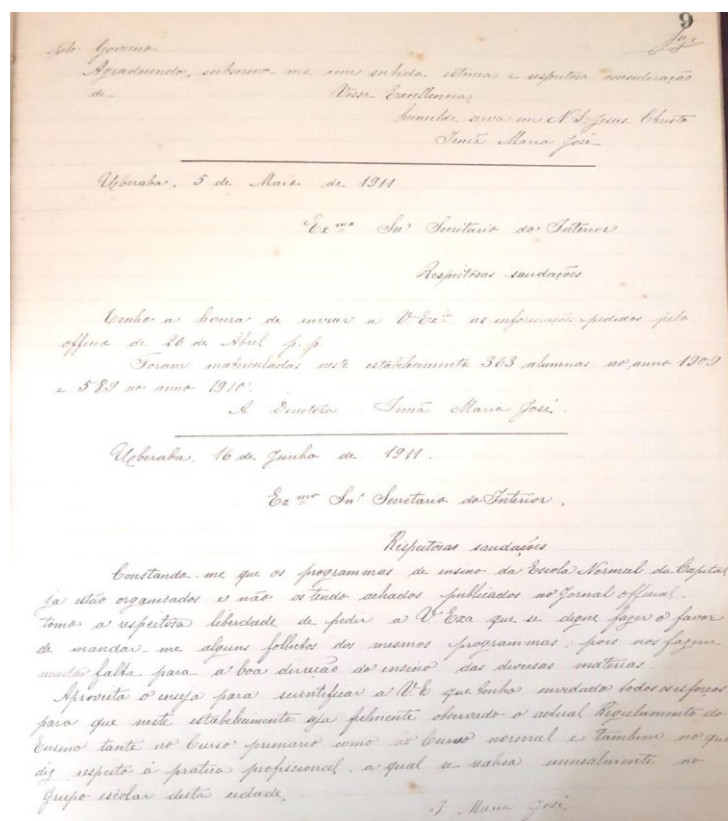 9
pelo Governo
Agradecendo, subscrevo-me com subida estima e respeitosa consideração
de Vossa Excellencia,
humilde serva em N. S. Jesus Christo
Irmã Maria José
Uberaba, 5 de Maio de 1911
Ex.mo Snr. Secretario do Interior
Respeitosas saudações
Tenho a honra de enviar a V. Ex.cia as informações pedidas pelo
officio de 26 de Abril p. p.
Foram matriculadas neste estabelecimento 363 alumnas no anno 1909
e 589 no anno 1910.
A Directora Irmã Maria José.
Uberaba, 16 de Junho de 1911.
Ex.mo Snr. Secretario do Interior.
Respeitosas saudações
Constando-me que os programmas de ensino da Escola Normal da Capital
ja estão organisados e não os tendo achados publicados ao Jornal official,
tomo a respeitosa liberdade de pedir a V Exa que se digne fazer o favor
de mandar-me alguns folhetos dos mesmos programmas; pois nos fazem
muita falta para a boa direcção do ensino das diversas materias.
Aproveito o ensejo para scientificar a V E que tenho envidado todos os esforços
para que neste estabelecimento seja fielmente observado o actual Regulamento do
Ensino tanto no Curso primario como no Curso normal e tambem no que
diz respeito á pratica profissional, a qual se realisa mensalmente no
Grupo escolar desta cidade.
I. Maria José